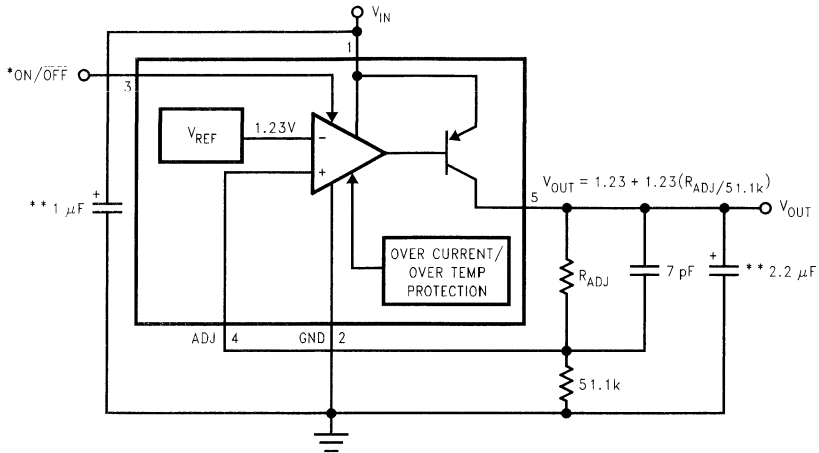 V_IN
1
*ON/O̅F̅F̅
3
V_REF
1.23V
−
+
V_OUT = 1.23 + 1.23(R_ADJ/51.1k)
5
V_OUT
+
** 1 µF
OVER CURRENT/
OVER TEMP
PROTECTION
R_ADJ
7 pF
+
** 2.2 µF
ADJ
4
GND
2
51.1k